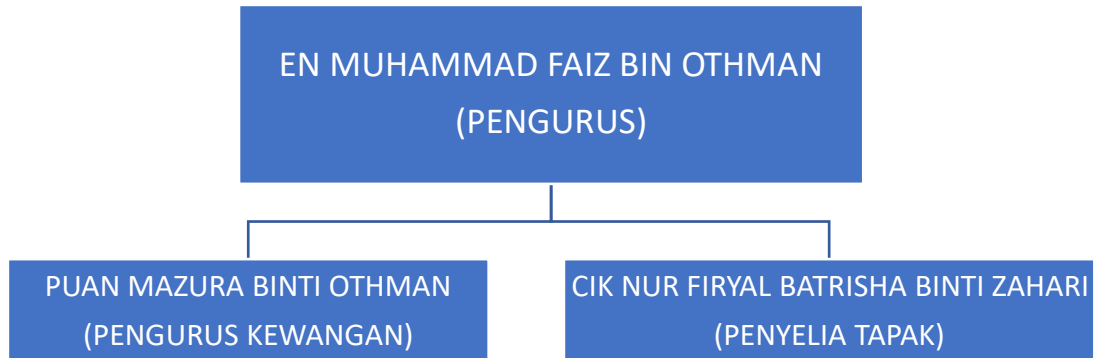 EN MUHAMMAD FAIZ BIN OTHMAN
(PENGURUS)
PUAN MAZURA BINTI OTHMAN
(PENGURUS KEWANGAN)
CIK NUR FIRYAL BATRISHA BINTI ZAHARI
(PENYELIA TAPAK)